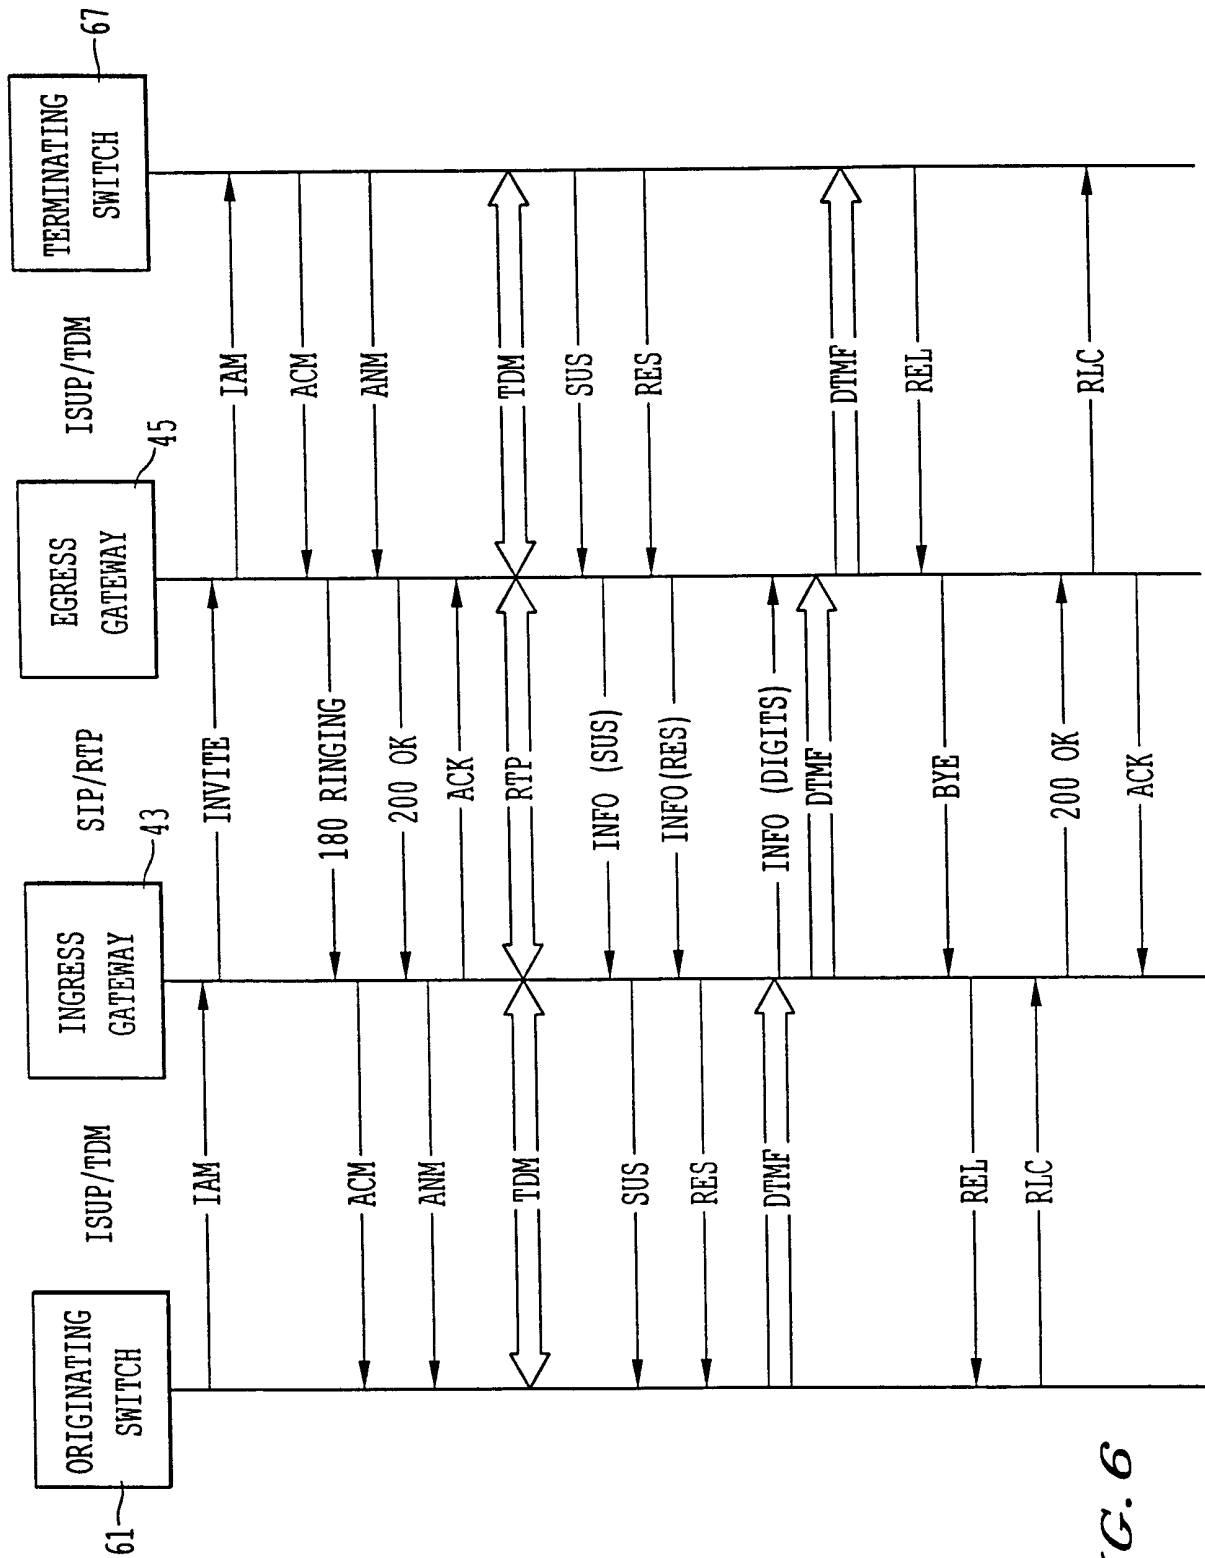 61
ORIGINATING
SWITCH
ISUP/TDM
43
INGRESS
GATEWAY
SIP/RTP
45
EGRESS
GATEWAY
ISUP/TDM
67
TERMINATING
SWITCH
IAM
INVITE
IAM
ACM
180 RINGING
ACM
ANM
200 OK
ANM
ACK
TDM
RTP
TDM
SUS
INFO (SUS)
SUS
RES
INFO(RES)
RES
DTMF
INFO (DIGITS)
DTMF
DTMF
REL
BYE
REL
RLC
200 OK
RLC
ACK
IG. 6